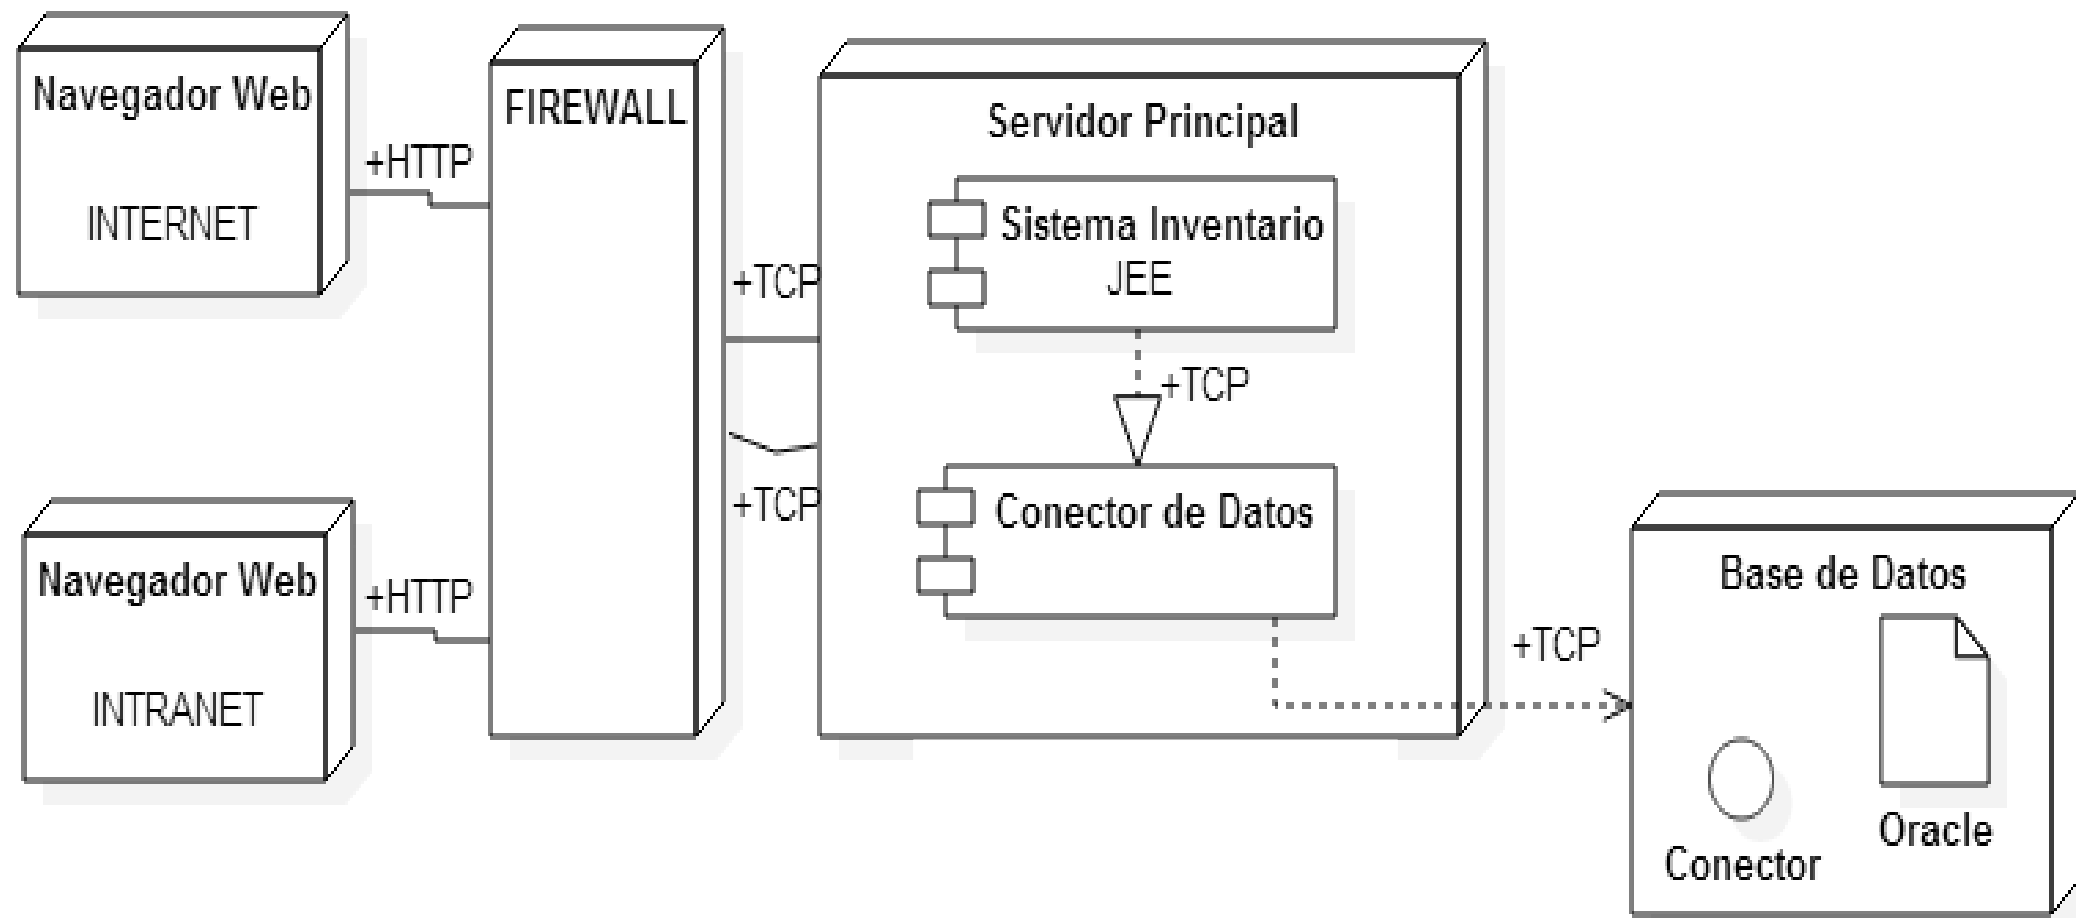 Navegador Web
INTERNET
+HTTP
FIREWALL
+TCP
+TCP
Servidor Principal
Sistema Inventario
JEE
+TCP
Conector de Datos
Navegador Web
INTRANET
+HTTP
+TCP
Base de Datos
Oracle
Conector